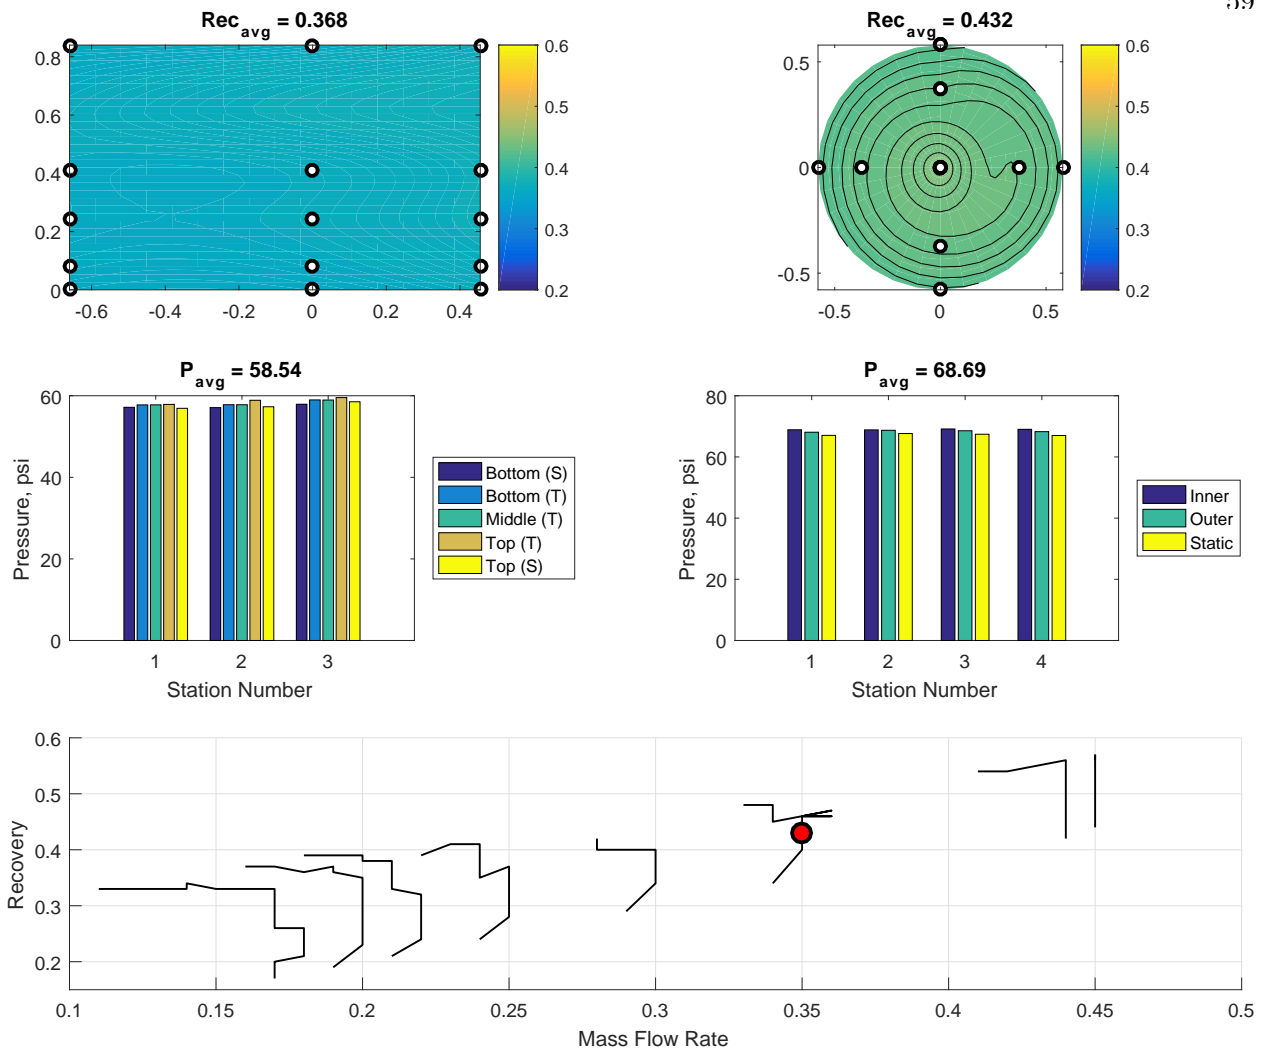 59
Rec_avg = 0.368
0.8
0.6
0.4
0.2
0
-0.6 -0.4 -0.2 0 0.2 0.4
0.6
0.5
0.4
0.3
0.2
Rec_avg = 0.432
0.5
0
-0.5
-0.5 0 0.5
0.6
0.5
0.4
0.3
0.2
P_avg = 58.54
Pressure, psi
60
40
20
0
1 2 3
Station Number
Bottom (S)
Bottom (T)
Middle (T)
Top (T)
Top (S)
P_avg = 68.69
Pressure, psi
80
60
40
20
0
1 2 3 4
Station Number
Inner
Outer
Static
Recovery
0.6
0.5
0.4
0.3
0.2
0.1 0.15 0.2 0.25 0.3 0.35 0.4 0.45 0.5
Mass Flow Rate